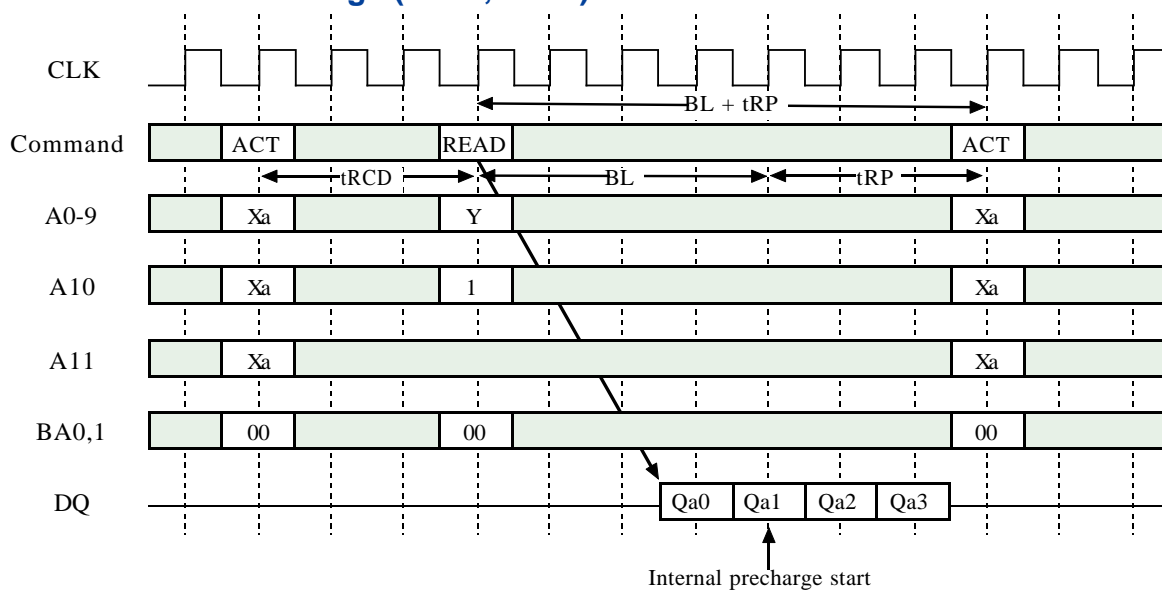 CLK
BL + tRP
Command ACT READ ACT
tRCD BL tRP
A0-9 Xa Y Xa
A10 Xa 1 Xa
A11 Xa Xa
BA0,1 00 00 00
DQ Qa0 Qa1 Qa2 Qa3
Internal precharge start